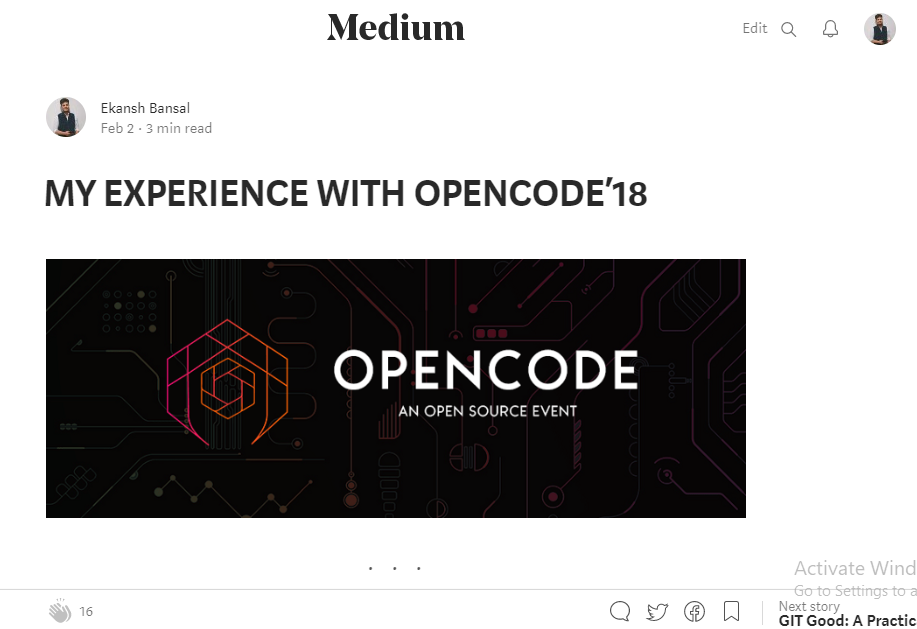 Medium
Edit
Ekansh Bansal
Feb 2 · 3 min read
MY EXPERIENCE WITH OPENCODE’18
OPENCODE
AN OPEN SOURCE EVENT
. . .
Activate Wind
Go to Settings to a
16
Next story
GIT Good: A Practic